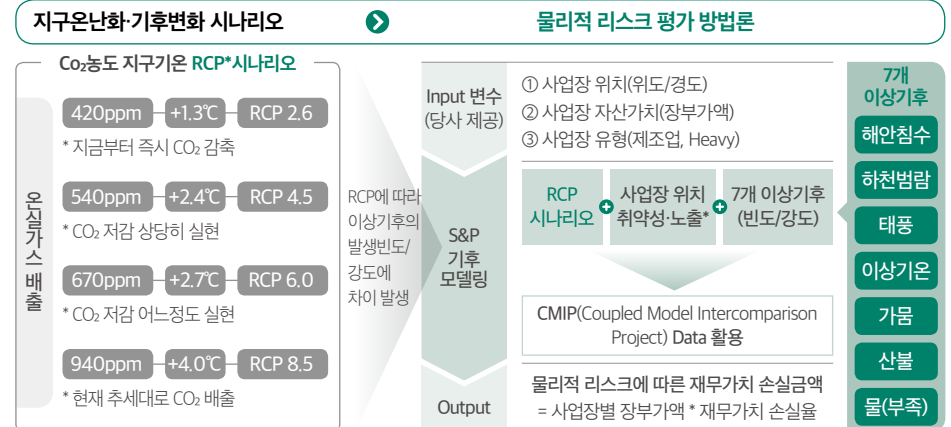 지구온난화·기후변화 시나리오
물리적 리스크 평가 방법론
Co₂농도 지구기온 RCP*시나리오
온실가스 배출
420ppm +1.3℃ RCP 2.6
* 지금부터 즉시 CO₂ 감축
540ppm +2.4℃ RCP 4.5
* CO₂ 저감 상당히 실현
670ppm +2.7℃ RCP 6.0
* CO₂ 저감 어느정도 실현
940ppm +4.0℃ RCP 8.5
* 현재 추세대로 CO₂ 배출
RCP에 따라
이상기후의
발생빈도/
강도에
차이 발생
Input 변수
(당사 제공)
① 사업장 위치(위도/경도)
② 사업장 자산가치(장부가액)
③ 사업장 유형(제조업, Heavy)
S&P
기후
모델링
RCP
시나리오
사업장 위치
취약성·노출*
7개 이상기후
(빈도/강도)
CMIP(Coupled Model Intercomparison
Project) Data 활용
Output
물리적 리스크에 따른 재무가치 손실금액
= 사업장별 장부가액 * 재무가치 손실율
7개
이상기후
해안침수
하천범람
태풍
이상기온
가뭄
산불
물(부족)